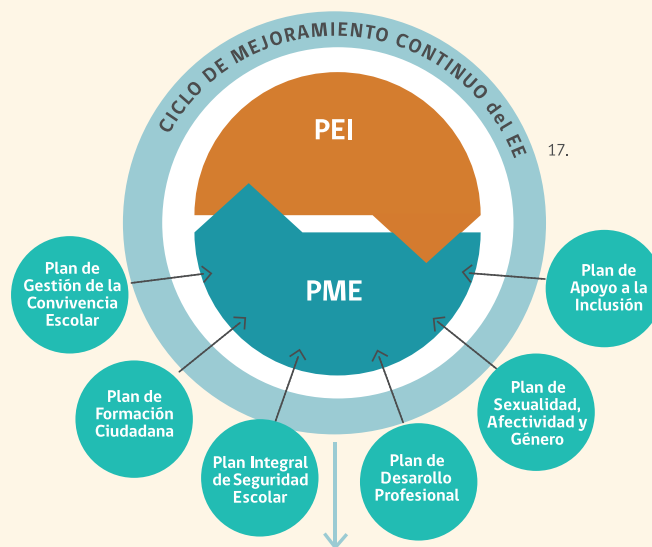 CICLO DE MEJORAMIENTO CONTINUO del EE
PEI
17.
PME
Plan de
Gestión de la
Convivencia
Escolar
Plan de
Formación
Ciudadana
Plan Integral
de Seguridad
Escolar
Plan de
Desarollo
Profesional
Plan de
Sexualidad,
Afectividad y
Género
Plan de
Apoyo a la
Inclusión